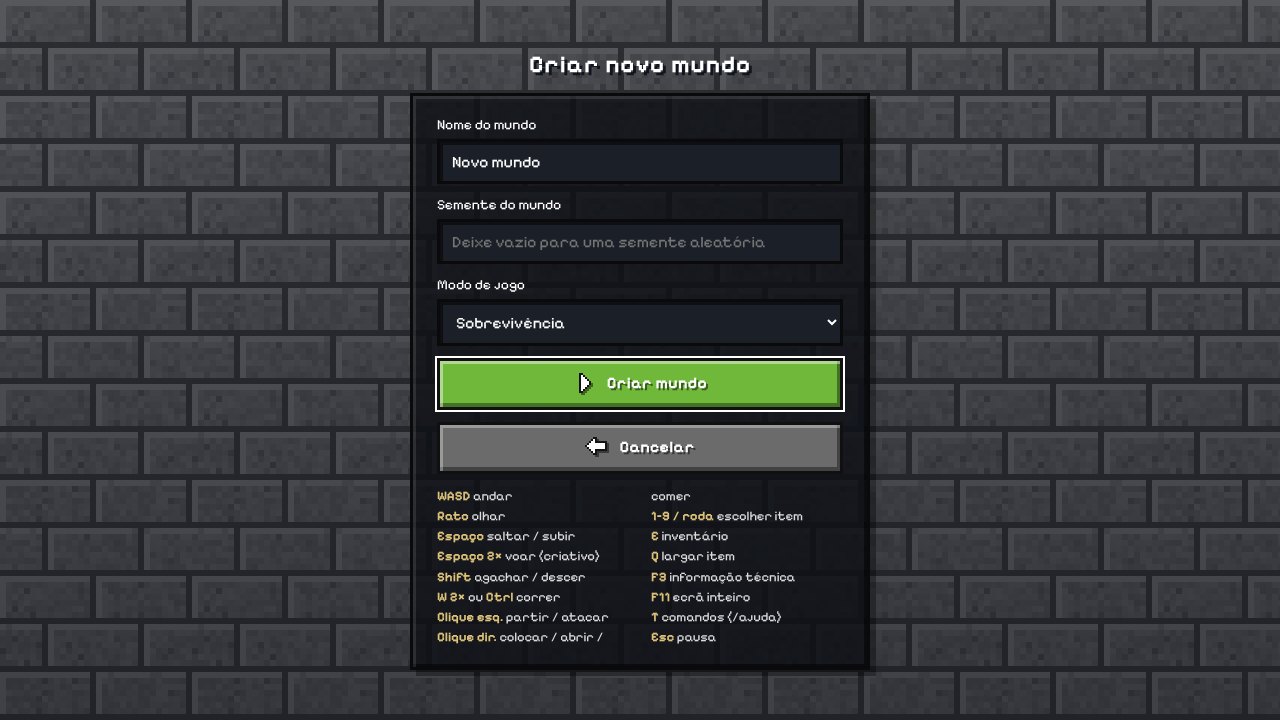 Criar novo mundo
Nome do mundo
Novo mundo
Semente do mundo
Deixe vazio para uma semente aleatória
Modo de jogo
Sobrevivência
Criar mundo
Cancelar
WASD andar
Rato olhar
Espaço saltar / subir
Espaço 2× voar (criativo)
Shift agachar / descer
W 2× ou Ctrl correr
Clique esq. partir / atacar
Clique dir. colocar / abrir /
comer
1-9 / roda escolher item
E inventário
Q largar item
F3 informação técnica
F11 ecrã inteiro
T comandos (/ajuda)
Esc pausa